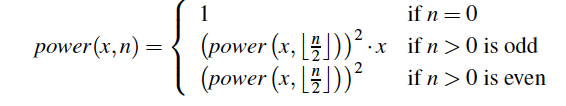 1 if n = 0
power(x,n) = { (power (x, ⌊n/2⌋))² · x if n > 0 is odd
(power (x, ⌊n/2⌋))² if n > 0 is even